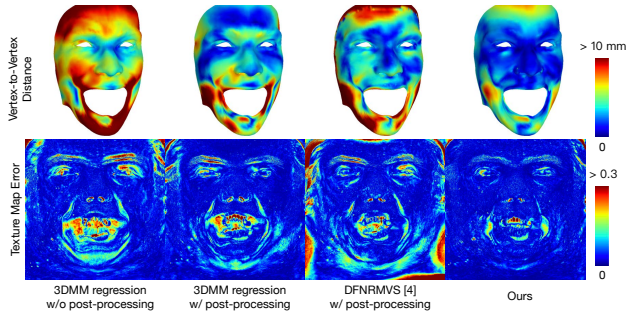 Vertex-to-Vertex
Distance
> 10 mm
0
Texture Map Error
> 0.3
0
3DMM regression
w/o post-processing
3DMM regression
w/ post-processing
DFNRMVS [4]
w/ post-processing
Ours